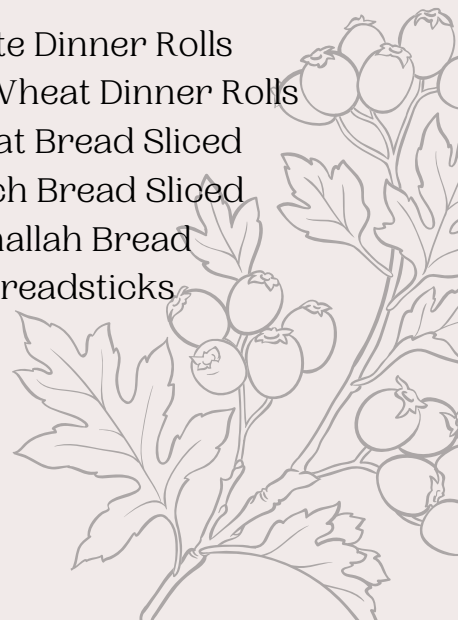 te Dinner Rolls
Wheat Dinner Rolls
at Bread Sliced
ch Bread Sliced
hallah Bread
readsticks